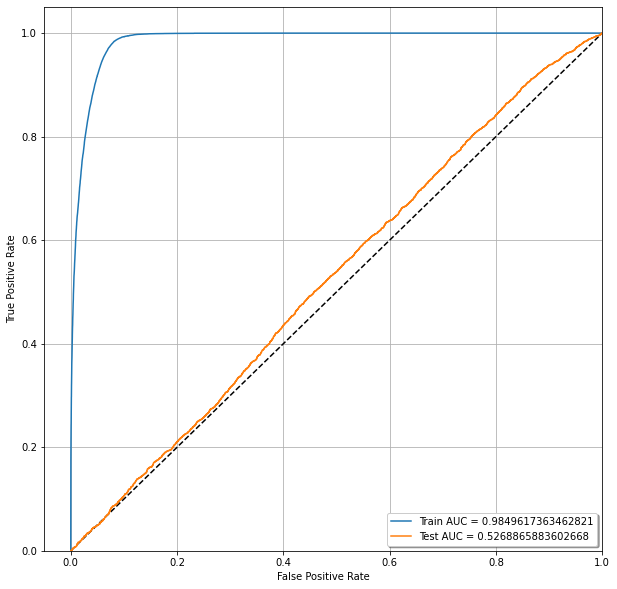 1.0
0.8
0.6
0.4
0.2
0.0
True Positive Rate
Train AUC = 0.9849617363462821
Test AUC = 0.5268865883602668
0.0 0.2 0.4 0.6 0.8 1.0
False Positive Rate